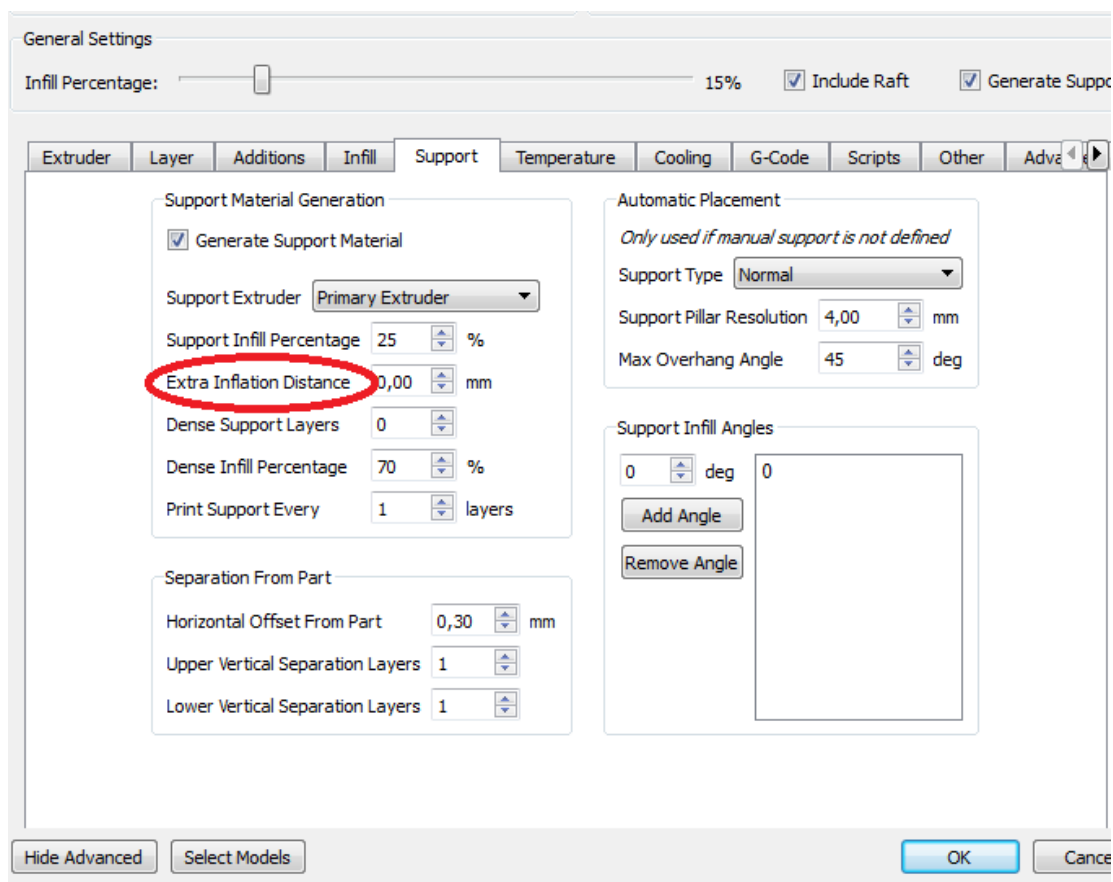 General Settings
Infill Percentage: 15% Include Raft Generate Suppo
Extruder Layer Additions Infill Support Temperature Cooling G-Code Scripts Other Adva
Support Material Generation
Generate Support Material
Support Extruder Primary Extruder
Support Infill Percentage 25 %
Extra Inflation Distance 0,00 mm
Dense Support Layers 0
Dense Infill Percentage 70 %
Print Support Every 1 layers
Separation From Part
Horizontal Offset From Part 0,30 mm
Upper Vertical Separation Layers 1
Lower Vertical Separation Layers 1
Automatic Placement
Only used if manual support is not defined
Support Type Normal
Support Pillar Resolution 4,00 mm
Max Overhang Angle 45 deg
Support Infill Angles
0 deg 0
Add Angle
Remove Angle
Hide Advanced Select Models OK Cance